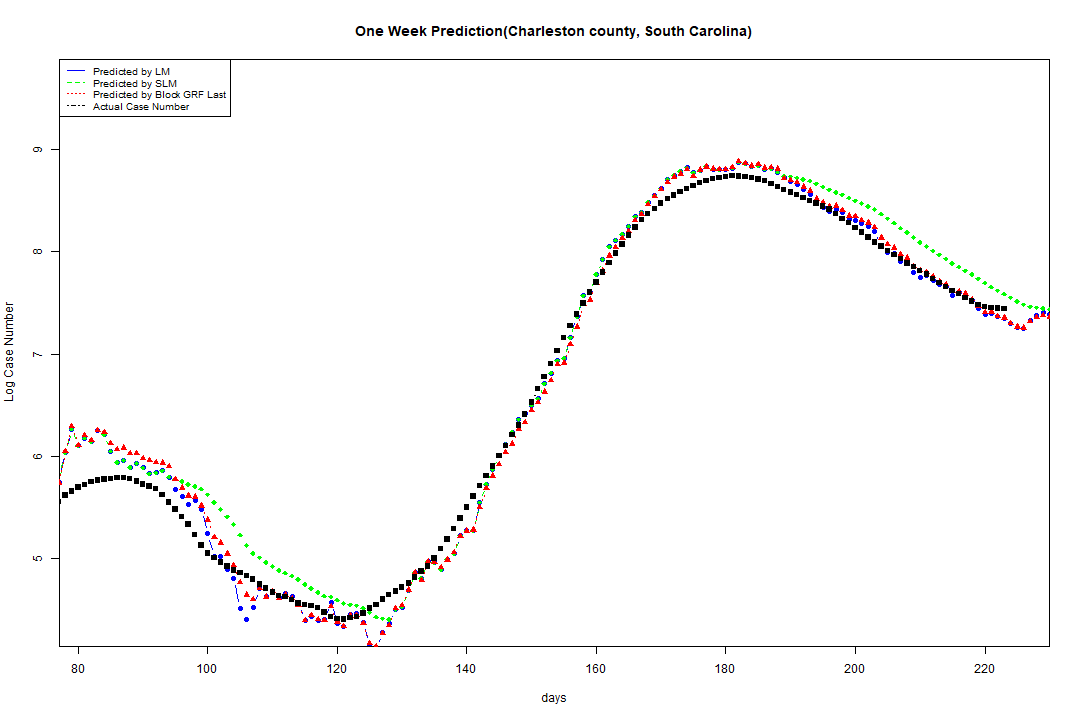 One Week Prediction(Charleston county, South Carolina)
Predicted by LM
Predicted by SLM
Predicted by Block GRF Last
Actual Case Number
Log Case Number
9
8
7
6
5
80 100 120 140 160 180 200 220
days